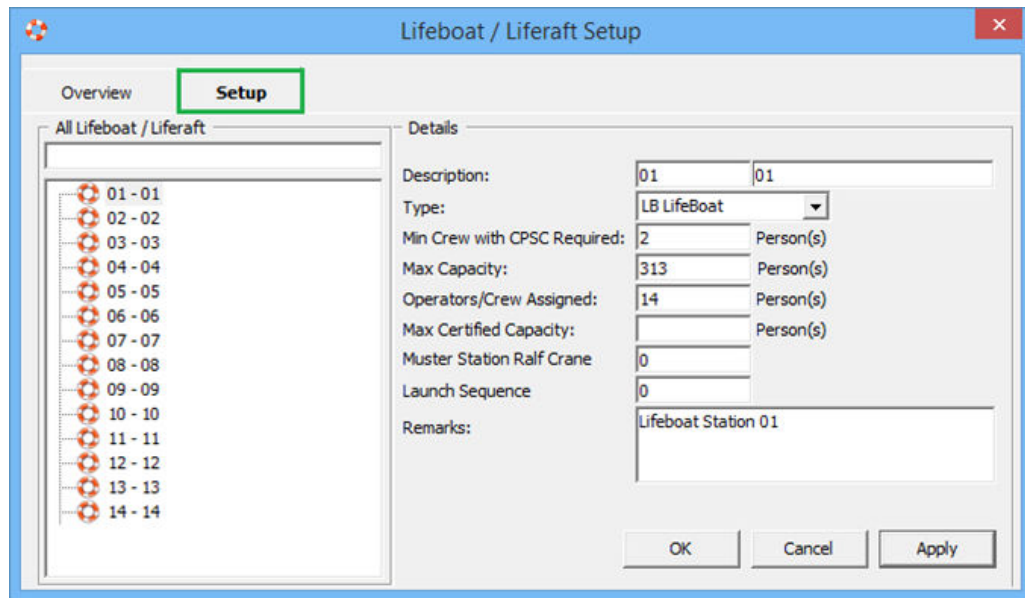 Lifeboat / Liferaft Setup
Overview
Setup
All Lifeboat / Liferaft
01 - 01
02 - 02
03 - 03
04 - 04
05 - 05
06 - 06
07 - 07
08 - 08
09 - 09
10 - 10
11 - 11
12 - 12
13 - 13
14 - 14
Details
Description: 01 01
Type: LB LifeBoat
Min Crew with CPSC Required: 2 Person(s)
Max Capacity: 313 Person(s)
Operators/Crew Assigned: 14 Person(s)
Max Certified Capacity: Person(s)
Muster Station Ralf Crane 0
Launch Sequence 0
Remarks: Lifeboat Station 01
OK Cancel Apply